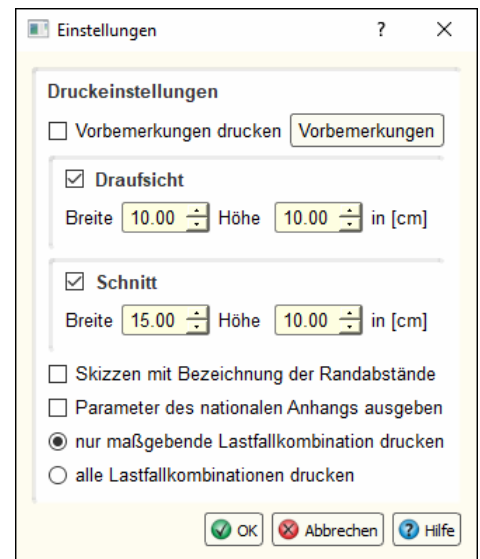 Einstellungen ?
Druckeinstellungen
Vorbemerkungen drucken Vorbemerkungen
Draufsicht
Breite 10.00 Höhe 10.00 in [cm]
Schnitt
Breite 15.00 Höhe 10.00 in [cm]
Skizzen mit Bezeichnung der Randabstände
Parameter des nationalen Anhangs ausgeben
nur maßgebende Lastfallkombination drucken
alle Lastfallkombinationen drucken
OK Abbrechen ? Hilfe